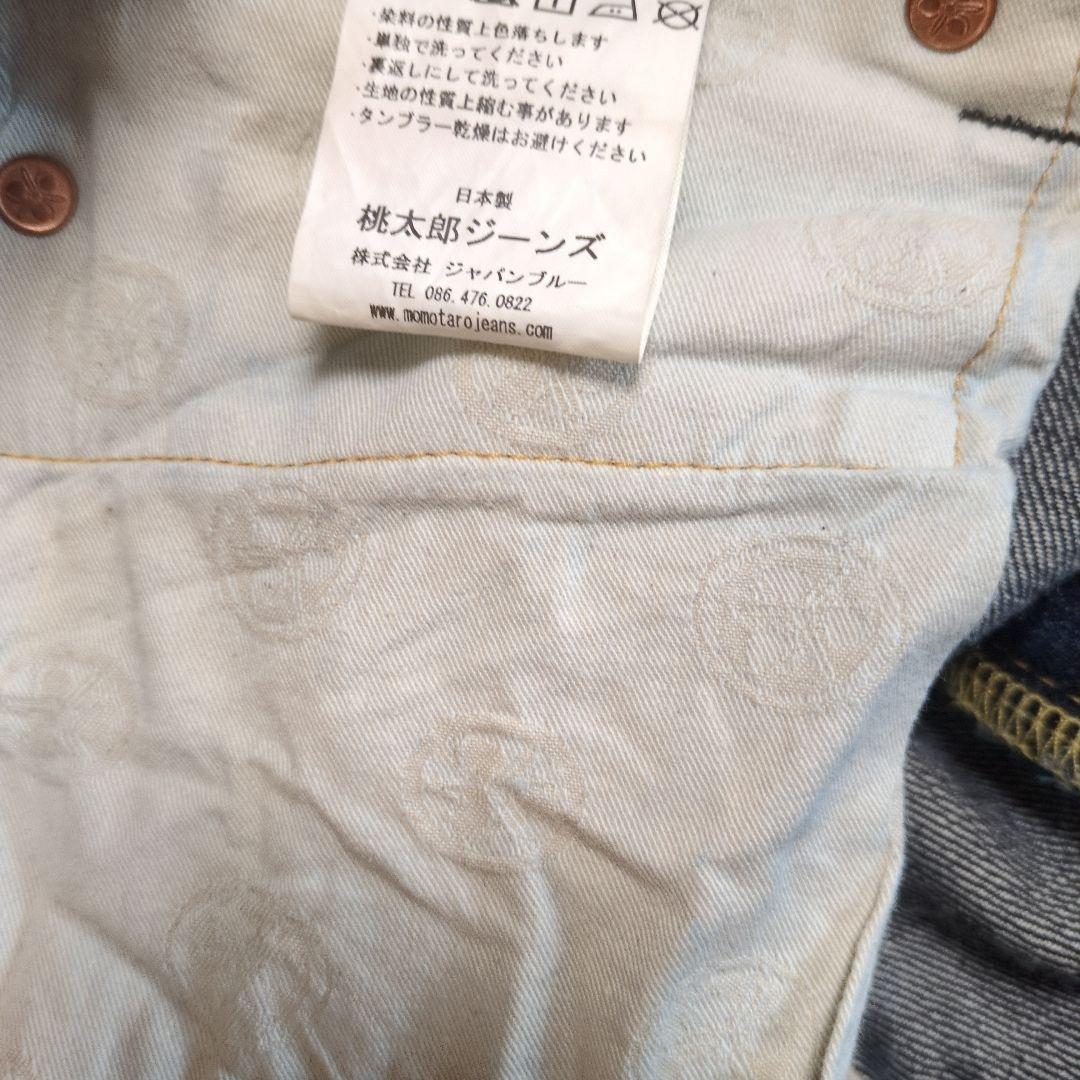 ・染料の性質上色落ちします
・単独で洗ってください
・裏返しにして洗ってください
・生地の性質上縮む事があります
・タンブラー乾燥はお避けください
日本製
桃太郎ジーンズ
株式会社 ジャパンブルー
TEL 086.476.0822
www.momotarojeans.com